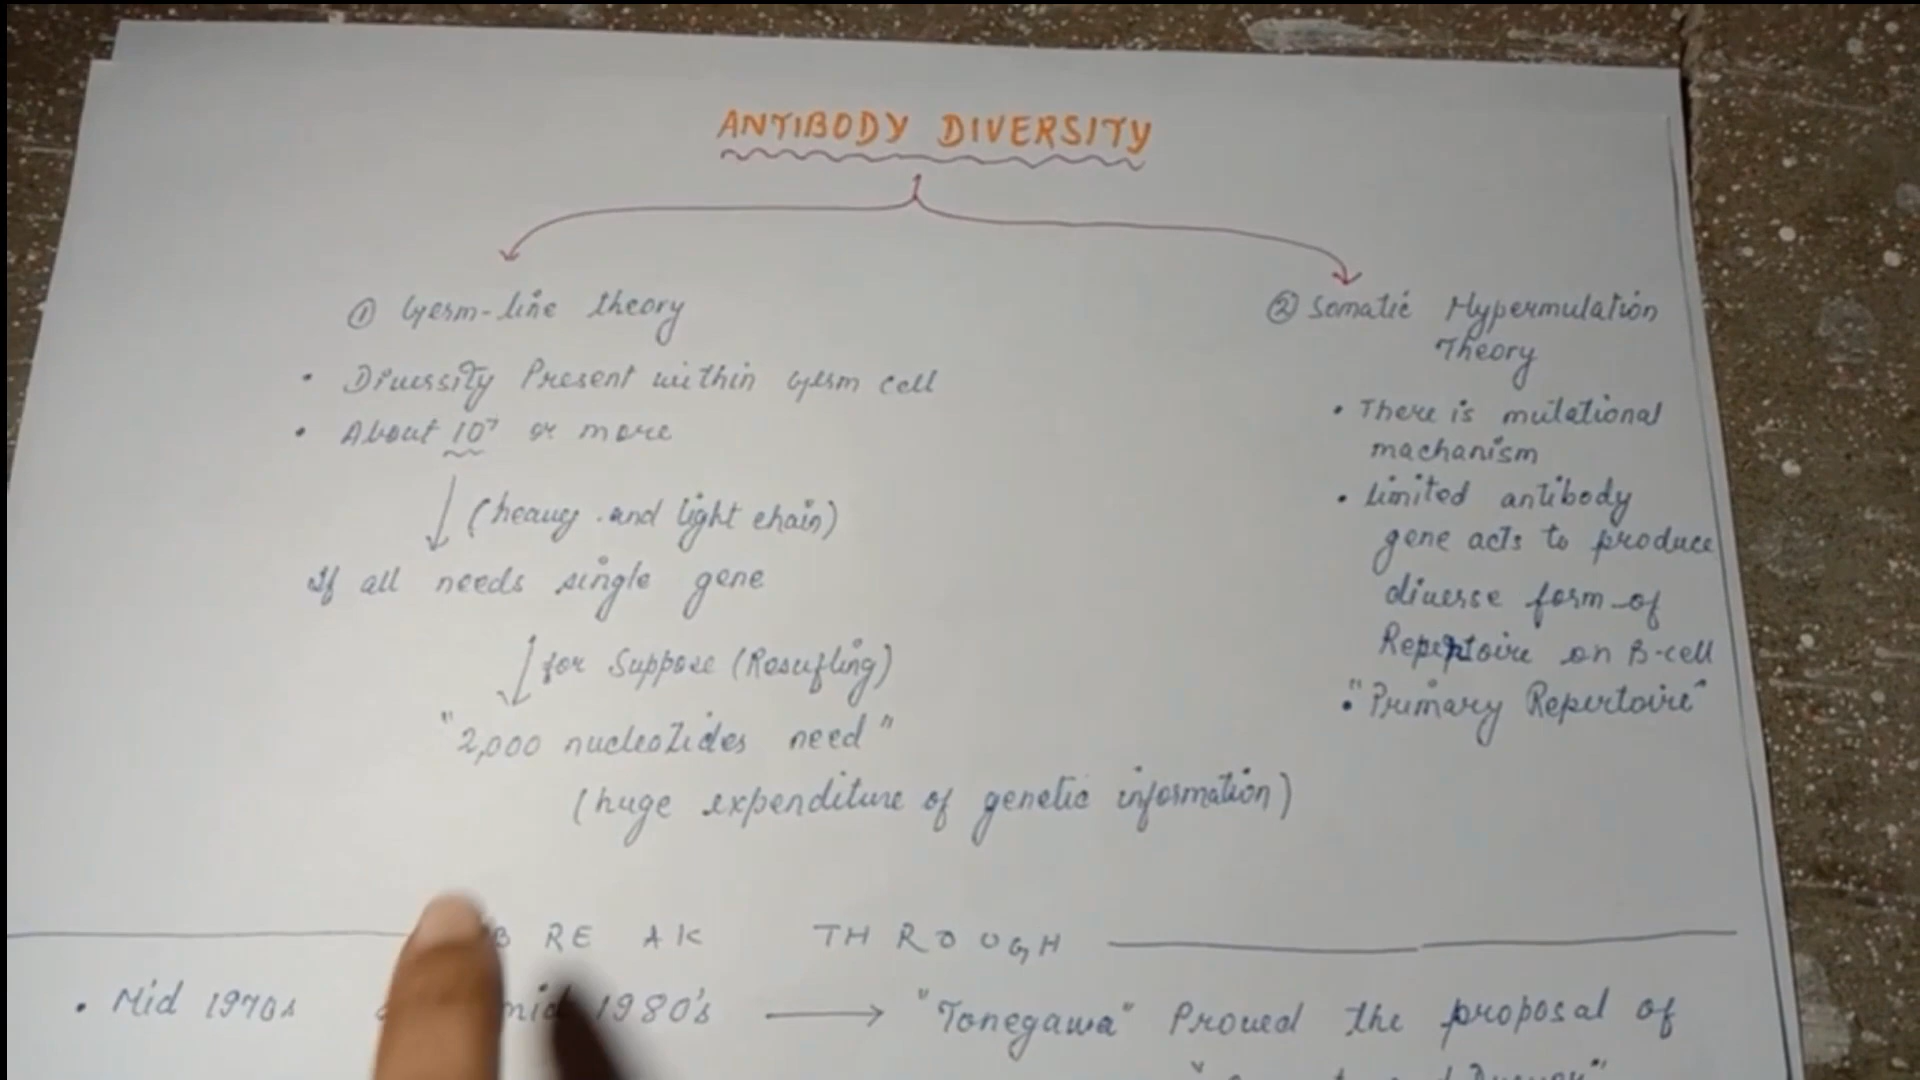 ANTIBODY DIVERSITY
① Germ-line theory
• Diversity Present within germ cell
• About 10⁷ or more
(heavy and light chain)
If all needs single gene
for Suppose (Resufling)
"2,000 nucleotides need"
(huge expenditure of genetic information)
② Somatic Hypermutation
Theory
• There is mutational
machanism
• limited antibody
gene acts to produce
diverse form of
Repertoire on B-cell
• "Primary Repertoire"
BREAK THROUGH
• Mid 1970s mid 1980's → "Tonegawa" Proved the proposal of